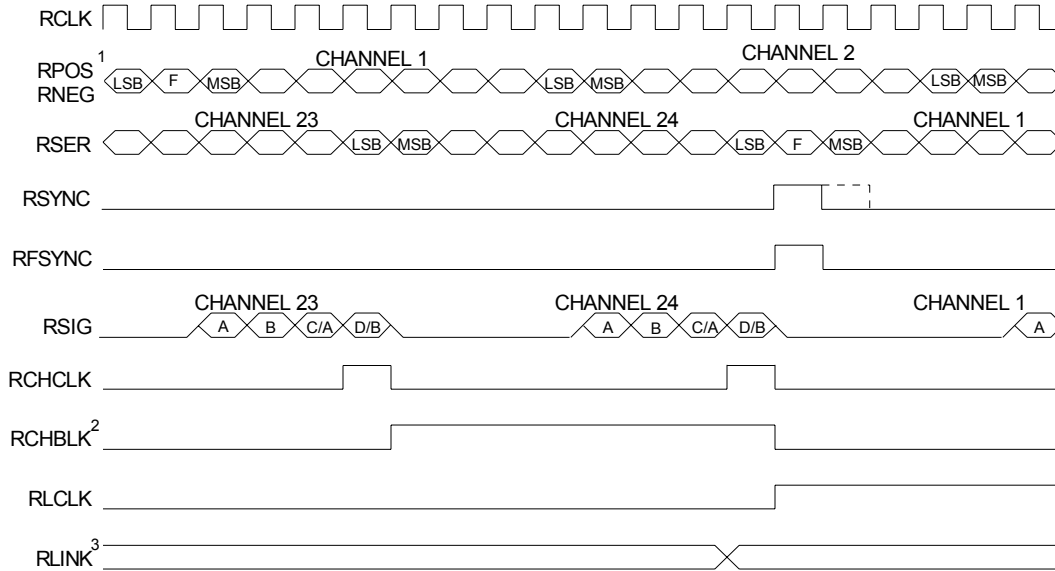 RCLK
RPOS¹
RNEG
CHANNEL 1 CHANNEL 2
LSB F MSB LSB MSB LSB MSB
CHANNEL 23 CHANNEL 24 CHANNEL 1
RSER LSB MSB LSB F MSB
RSYNC
RFSYNC
CHANNEL 23 CHANNEL 24 CHANNEL 1
RSIG A B C/A D/B A B C/A D/B A
RCHCLK
RCHBLK²
RLCLK
RLINK³